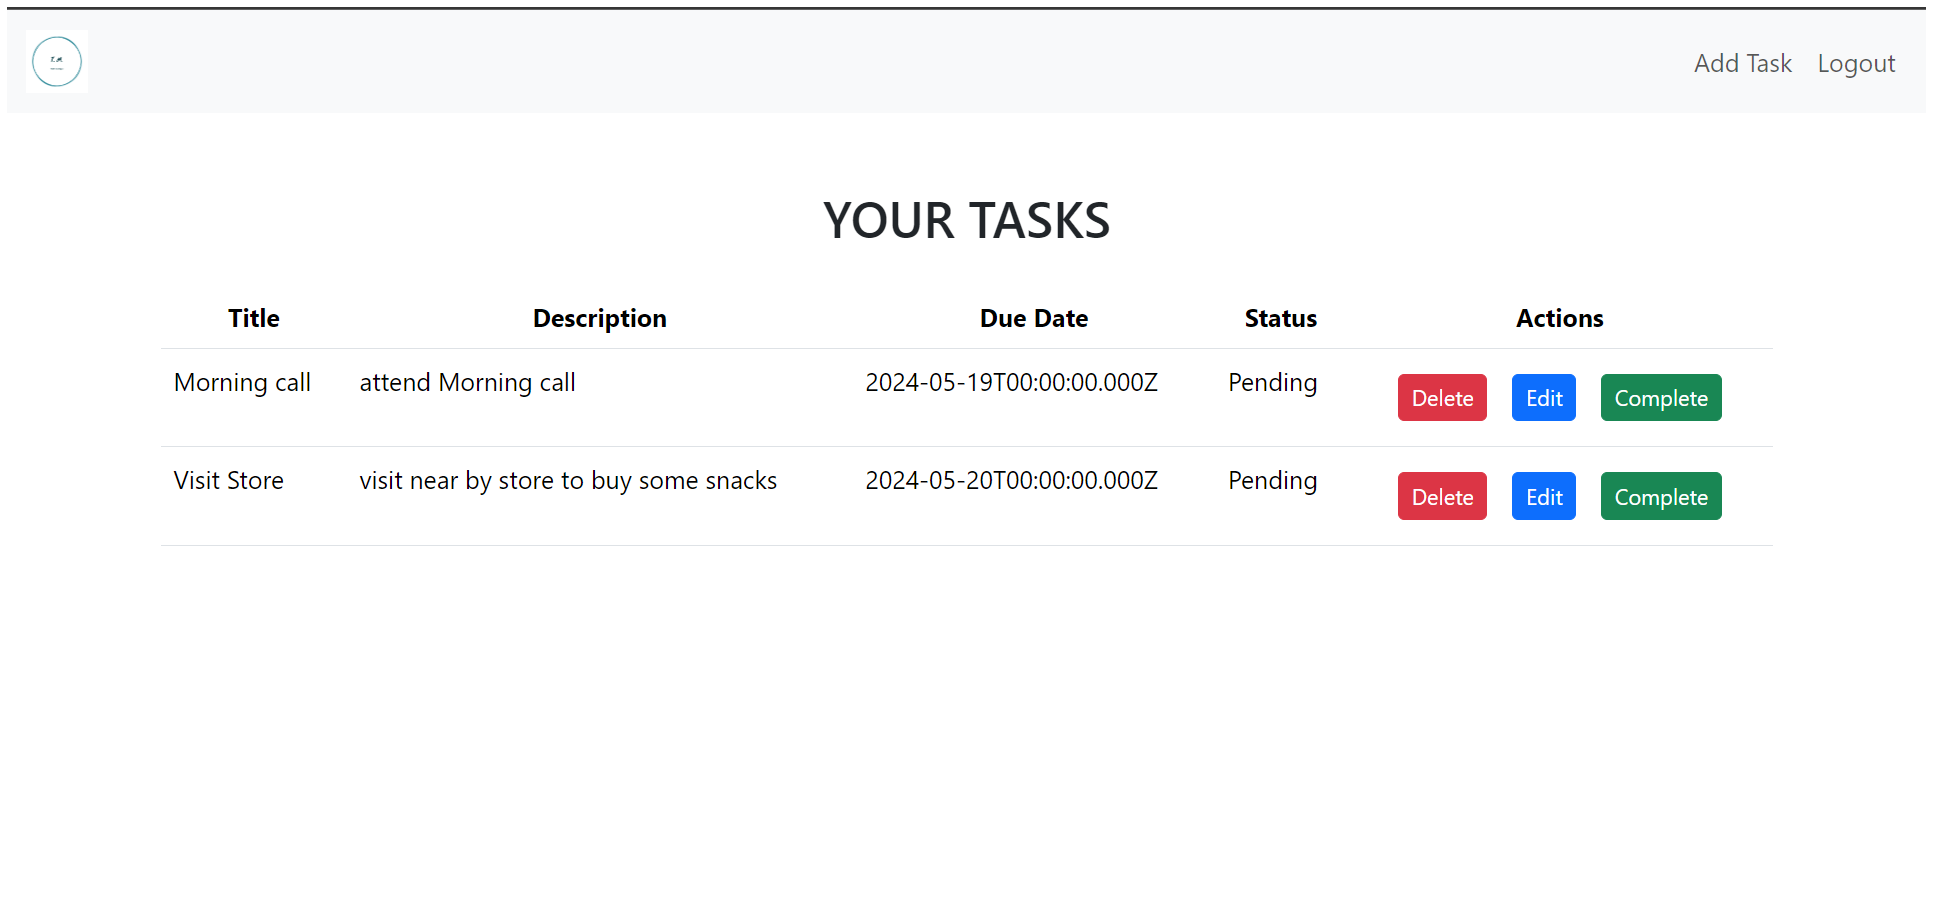 Add Task Logout
YOUR TASKS
Title Description Due Date Status Actions
Morning call attend Morning call 2024-05-19T00:00:00.000Z Pending Delete Edit Complete
Visit Store visit near by store to buy some snacks 2024-05-20T00:00:00.000Z Pending Delete Edit Complete